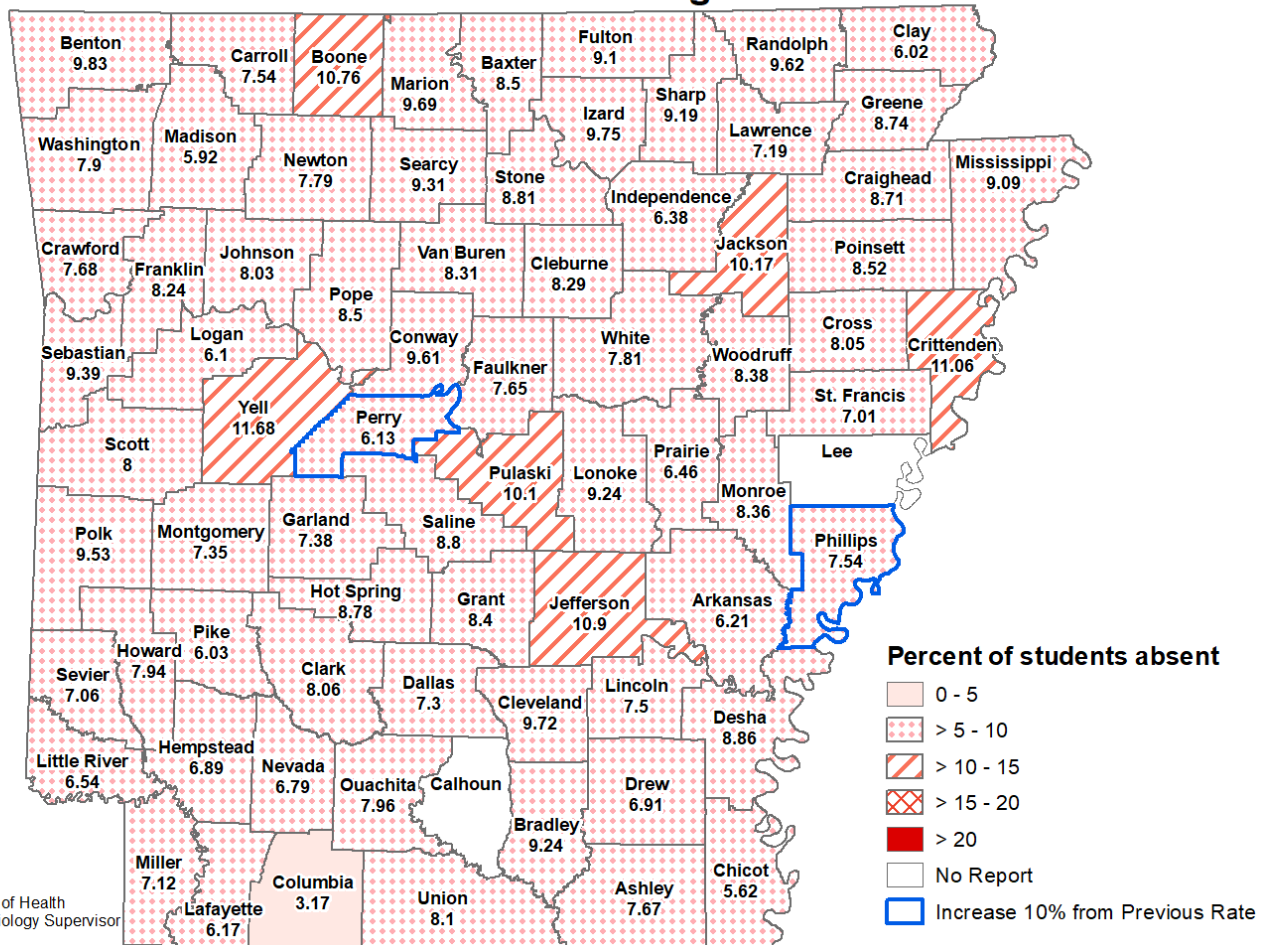 g
Benton
9.83
Carroll
7.54
Boone
10.76
Marion
9.69
Baxter
8.5
Fulton
9.1
Randolph
9.62
Clay
6.02
Izard
9.75
Sharp
9.19
Greene
8.74
Washington
7.9
Madison
5.92
Newton
7.79
Searcy
9.31
Stone
8.81
Lawrence
7.19
Independence
6.38
Craighead
8.71
Mississippi
9.09
Crawford
7.68
Franklin
8.24
Johnson
8.03
Pope
8.5
Van Buren
8.31
Cleburne
8.29
Jackson
10.17
Poinsett
8.52
Sebastian
9.39
Logan
6.1
Conway
9.61
Faulkner
7.65
White
7.81
Woodruff
8.38
Cross
8.05
Crittenden
11.06
Scott
8
Yell
11.68
Perry
6.13
Pulaski
10.1
Lonoke
9.24
Prairie
6.46
St. Francis
7.01
Lee
Monroe
8.36
Polk
9.53
Montgomery
7.35
Garland
7.38
Saline
8.8
Phillips
7.54
Hot Spring
8.78
Grant
8.4
Jefferson
10.9
Arkansas
6.21
Howard
7.94
Pike
6.03
Sevier
7.06
Clark
8.06
Dallas
7.3
Cleveland
9.72
Lincoln
7.5
Desha
8.86
Little River
6.54
Hempstead
6.89
Nevada
6.79
Ouachita
7.96
Calhoun
Bradley
9.24
Drew
6.91
Miller
7.12
Lafayette
6.17
Columbia
3.17
Union
8.1
Ashley
7.67
Chicot
5.62
Percent of students absent
0 - 5
> 5 - 10
> 10 - 15
> 15 - 20
> 20
No Report
Increase 10% from Previous Rate
of Health
ology Supervisor